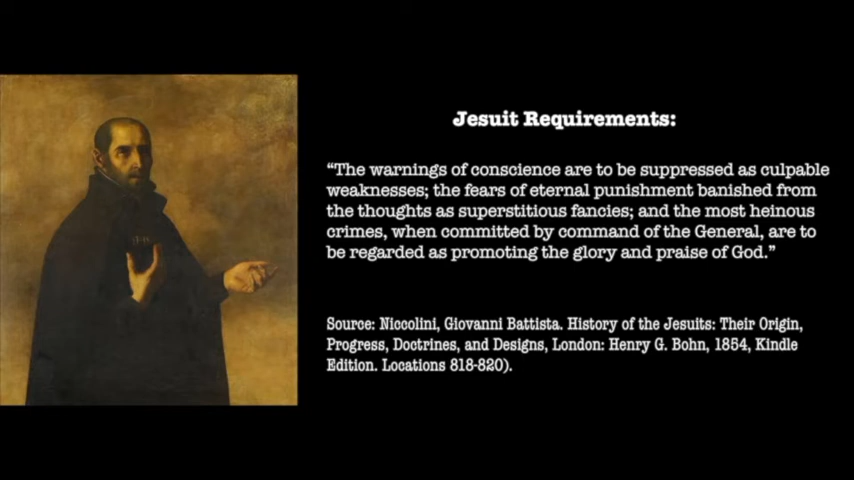 Jesuit Requirements:
“The warnings of conscience are to be suppressed as culpable
weaknesses; the fears of eternal punishment banished from
the thoughts as superstitious fancies; and the most heinous
crimes, when committed by command of the General, are to
be regarded as promoting the glory and praise of God.”
Source: Niccolini, Giovanni Battista. History of the Jesuits: Their Origin,
Progress, Doctrines, and Designs, London: Henry G. Bohn, 1854, Kindle
Edition. Locations 818-820).